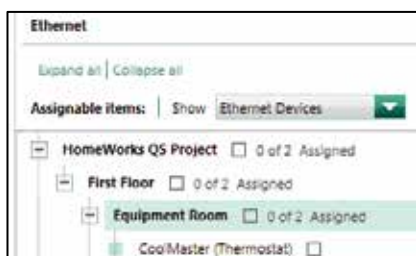 Ethernet
Expand all | Collapse all
Assignable items: Show Ethernet Devices
HomeWorks QS Project 0 of 2 Assigned
First Floor 0 of 2 Assigned
Equipment Room 0 of 2 Assigned
CoolMaster (Thermostat)